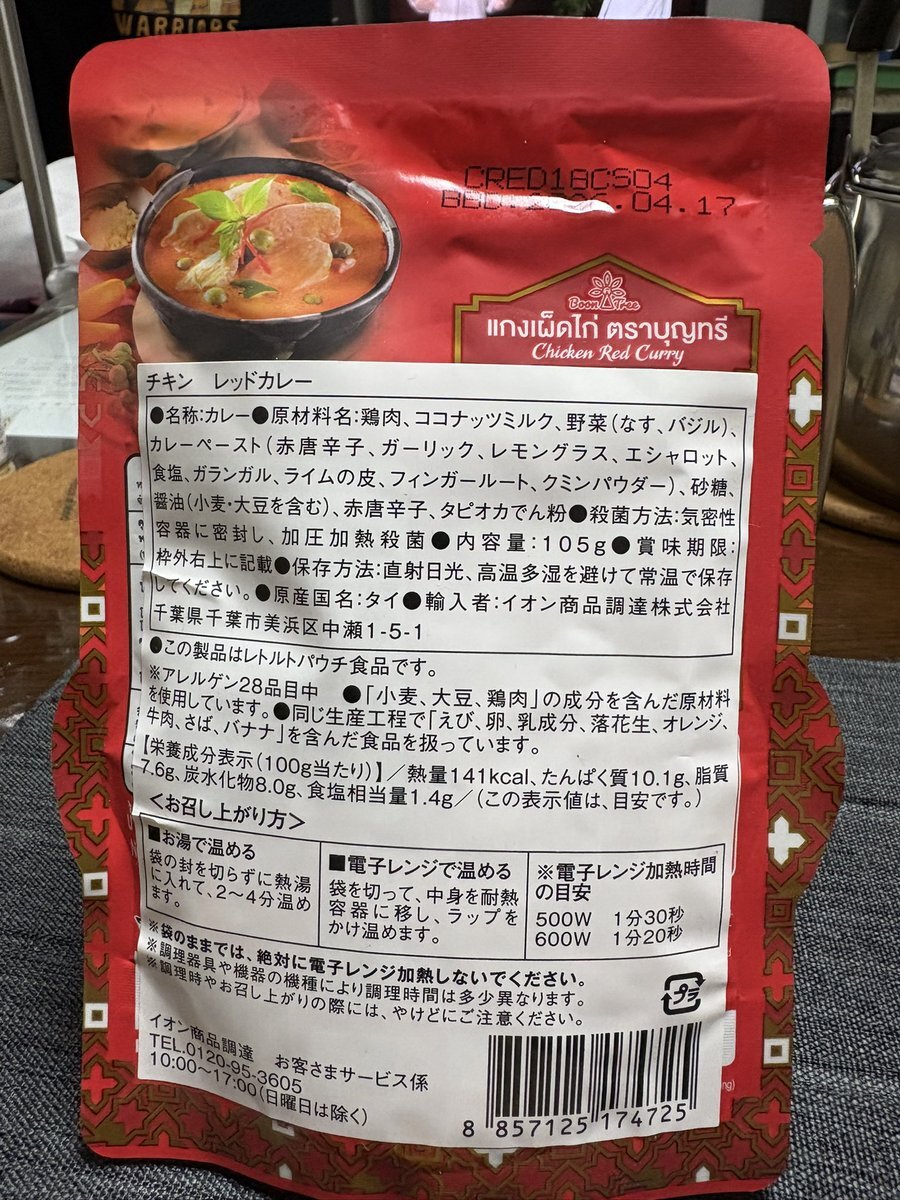 WARRIORS
CRED18CS04
.04.17
Boon Tree
แกงเผ็ดไก่ ตราบุญทรี
Chicken Red Curry
チキン　レッドカレー
●名称:カレー●原材料名:鶏肉、ココナッツミルク、野菜(なす、バジル)、
カレーペースト(赤唐辛子、ガーリック、レモングラス、エシャロット、
食塩、ガランガル、ライムの皮、フィンガールート、クミンパウダー)、砂糖、
醤油(小麦・大豆を含む)、赤唐辛子、タピオカでん粉●殺菌方法:気密性
容器に密封し、加圧加熱殺菌●内容量:105g●賞味期限:
枠外右上に記載●保存方法:直射日光、高温多湿を避けて常温で保存
してください。●原産国名:タイ●輸入者:イオン商品調達株式会社
千葉県千葉市美浜区中瀬1-5-1
●この製品はレトルトパウチ食品です。
※アレルゲン28品目中　●「小麦、大豆、鶏肉」の成分を含んだ原材料
を使用しています。●同じ生産工程で「えび、卵、乳成分、落花生、オレンジ、
牛肉、さば、バナナ」を含んだ食品を扱っています。
【栄養成分表示(100g当たり)】／熱量141kcal、たんぱく質10.1g、脂質
7.6g、炭水化物8.0g、食塩相当量1.4g／(この表示値は、目安です。)
＜お召し上がり方＞
■お湯で温める
袋の封を切らずに熱湯
に入れて、2〜4分温め
ます。
■電子レンジで温める
袋を切って、中身を耐熱
容器に移し、ラップを
かけ温めます。
※電子レンジ加熱時間
の目安
500W　1分30秒
600W　1分20秒
※袋のままでは、絶対に電子レンジ加熱しないでください。
※調理器具や機器の機種により調理時間は多少異なります。
※調理時やお召し上がりの際には、やけどにご注意ください。
プラ
イオン商品調達　お客さまサービス係
TEL.0120-95-3605
10:00〜17:00(日曜日は除く)
8 857125 174725